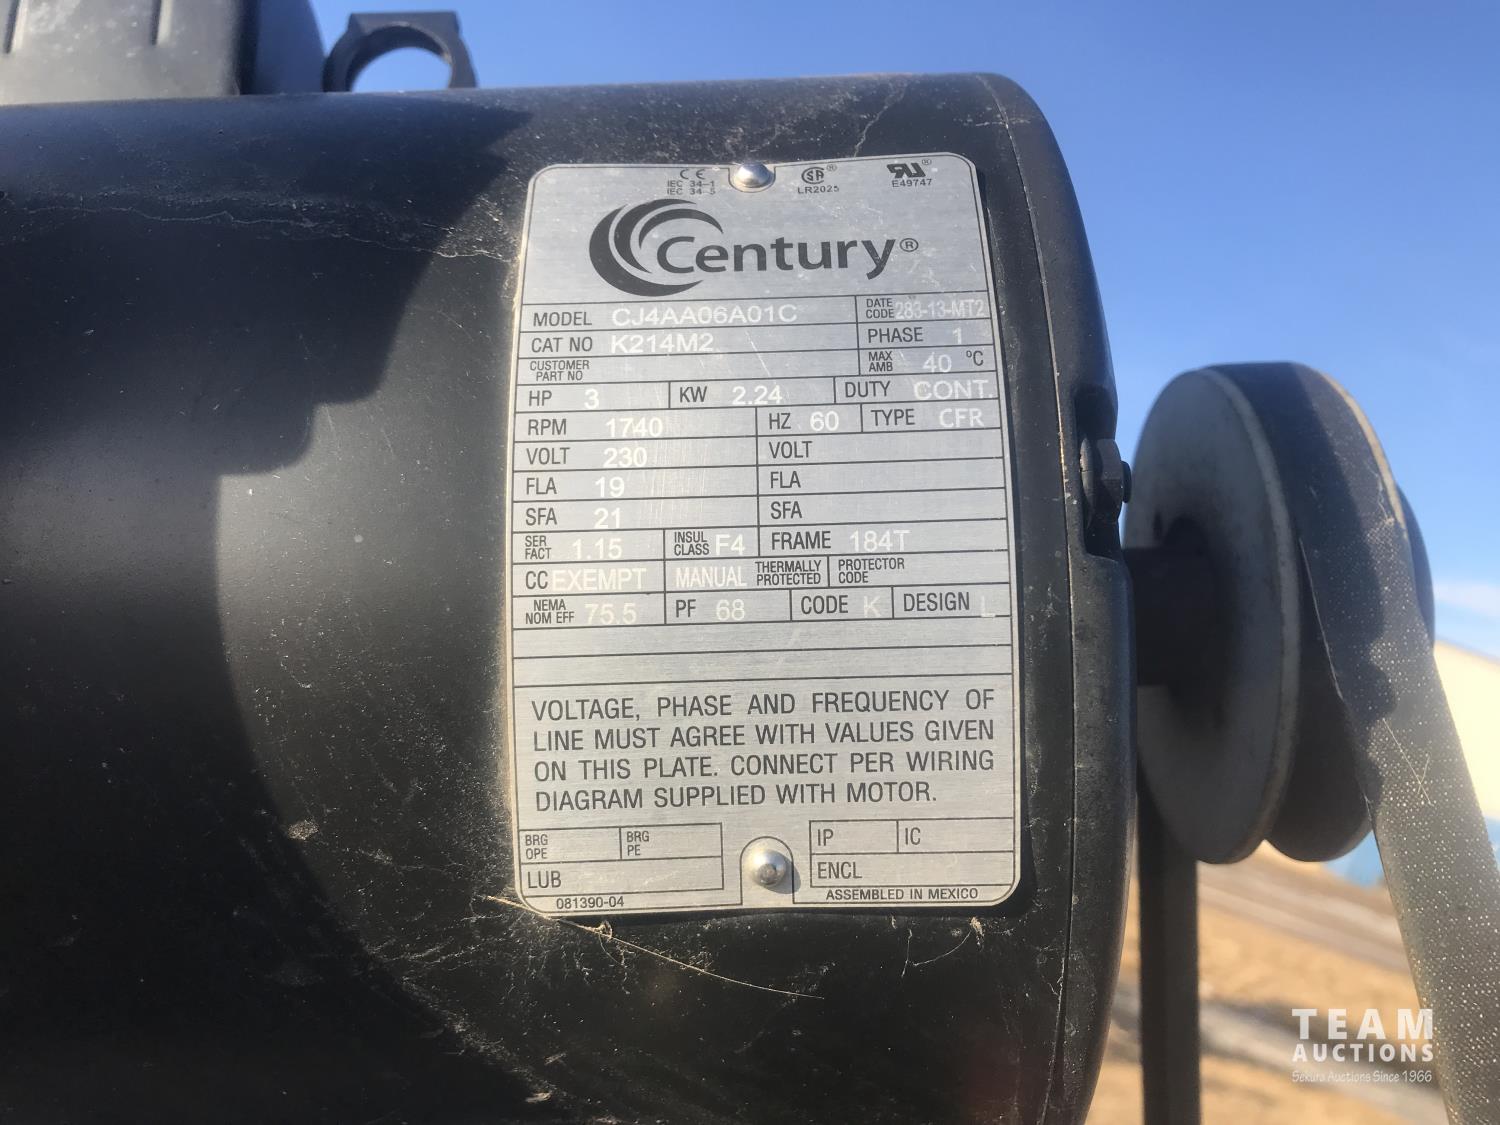 CE
IEC 34-1
IEC 34-5
SA ®
LR2025
RU ®
E49747
Century®
MODEL CJ4AA06A01C DATE CODE 283-13-MT2
CAT NO K214M2 PHASE 1
CUSTOMER PART NO MAX AMB 40 °C
HP 3 KW 2.24 DUTY CONT.
RPM 1740 HZ 60 TYPE CFR
VOLT 230 VOLT
FLA 19 FLA
SFA 21 SFA
SER FACT 1.15 INSUL CLASS F4 FRAME 184T
CC EXEMPT MANUAL THERMALLY PROTECTED PROTECTOR CODE
NEMA NOM EFF 75.5 PF 68 CODE K DESIGN L
VOLTAGE, PHASE AND FREQUENCY OF
LINE MUST AGREE WITH VALUES GIVEN
ON THIS PLATE. CONNECT PER WIRING
DIAGRAM SUPPLIED WITH MOTOR.
BRG OPE BRG PE IP IC
LUB ENCL
081390-04 ASSEMBLED IN MEXICO
TEAM
AUCTIONS
Sekura Auctions Since 1966